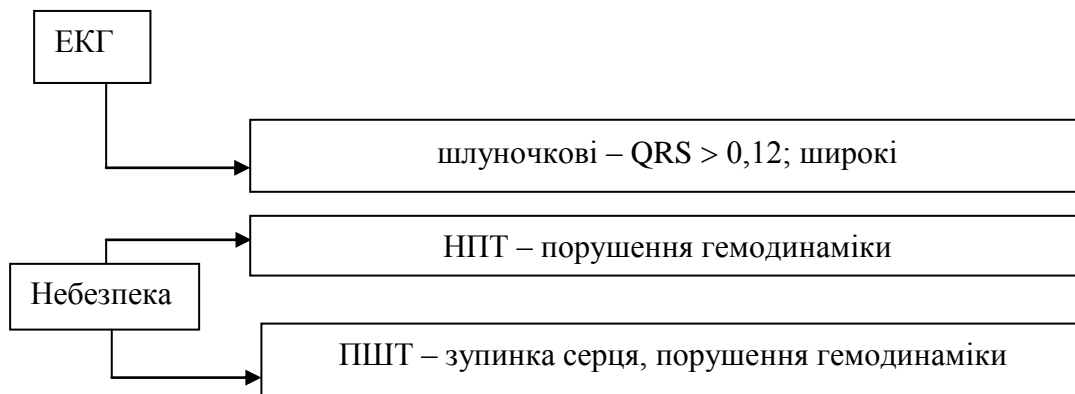 ЕКГ
шлуночкові – QRS > 0,12; широкі
НПТ – порушення гемодинаміки
Небезпека
ПШТ – зупинка серця, порушення гемодинаміки